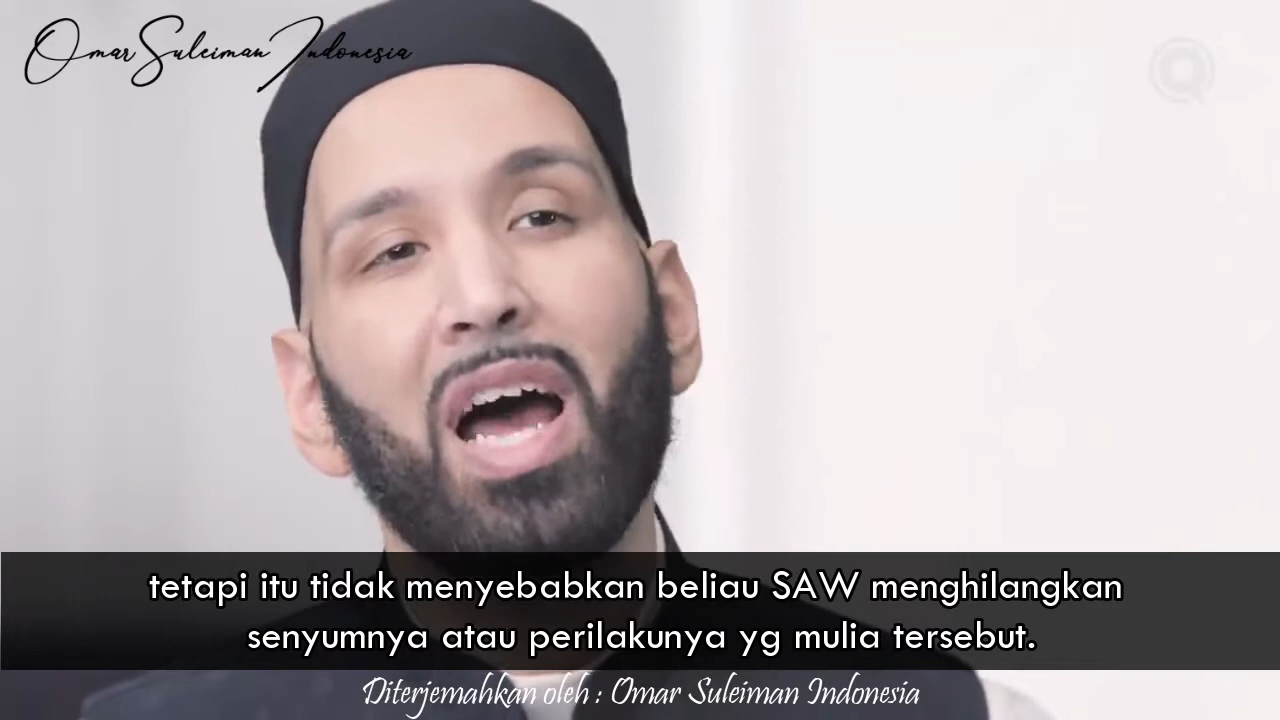 Omar Suleiman Indonesia
tetapi itu tidak menyebabkan beliau SAW menghilangkan
senyumnya atau perilakunya yg mulia tersebut.
Diterjemahkan oleh : Omar Suleiman Indonesia